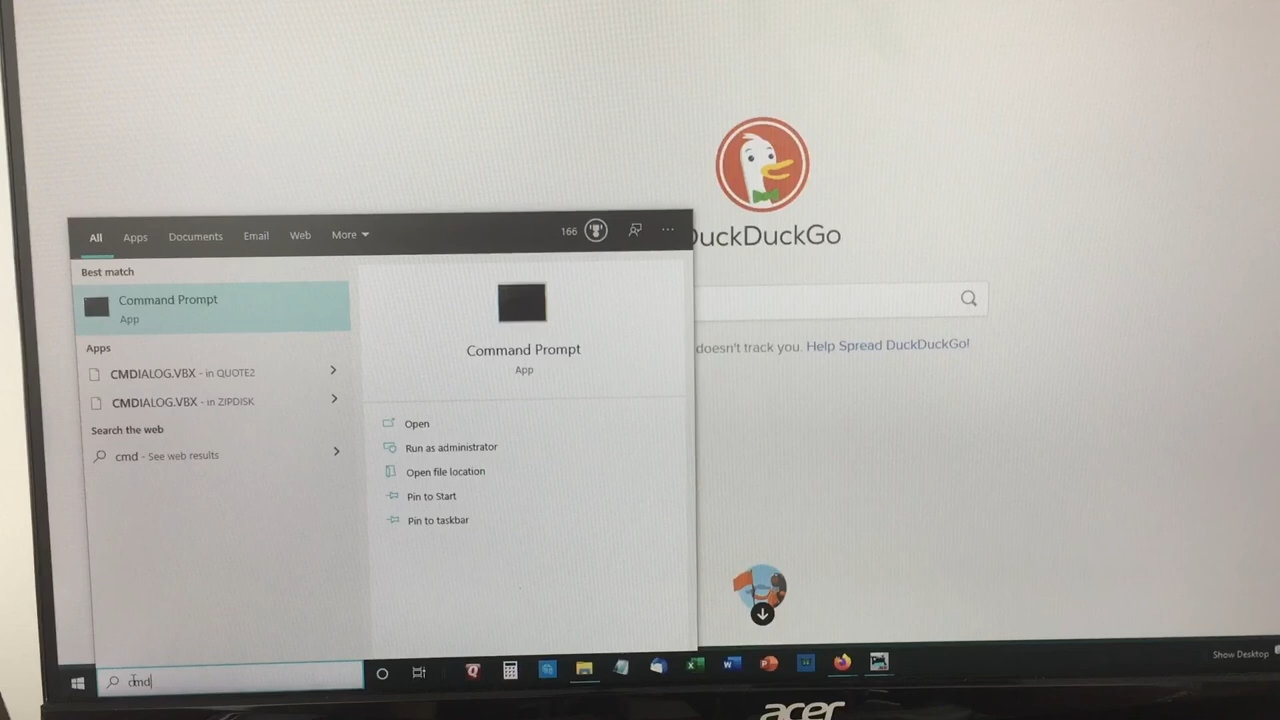 DuckDuckGo
All Apps Documents Email Web More 166 ...
Best match
Command Prompt
App
Apps
CMDIALOG.VBX - in QUOTE2
CMDIALOG.VBX - in ZIPDISK
Search the web
cmd - See web results
Command Prompt
App
Open
Run as administrator
Open file location
Pin to Start
Pin to taskbar
doesn't track you. Help Spread DuckDuckGo!
cmd
Show Desktop
acer